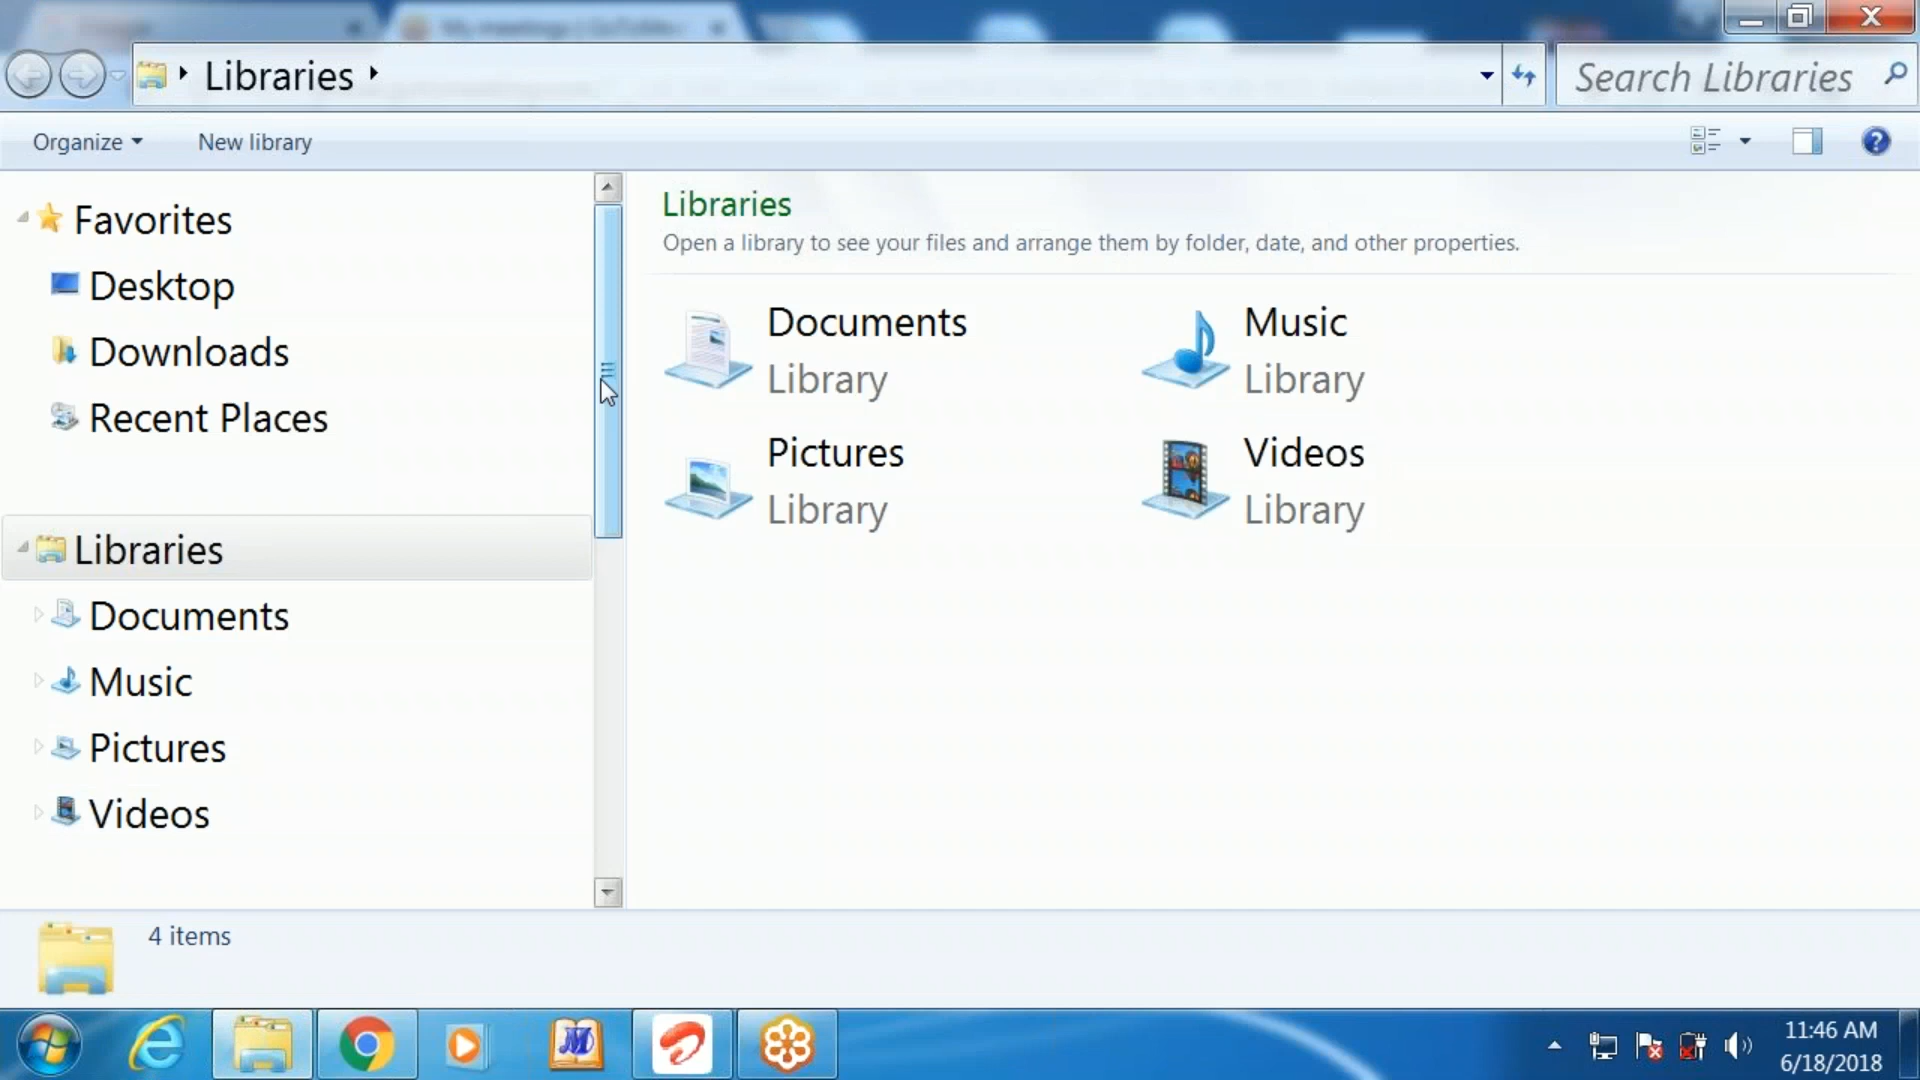 Libraries
Search Libraries
Organize
New library
Favorites
Desktop
Downloads
Recent Places
Libraries
Documents
Music
Pictures
Videos
Libraries
Open a library to see your files and arrange them by folder, date, and other properties.
Documents
Library
Music
Library
Pictures
Library
Videos
Library
4 items
11:46 AM
6/18/2018